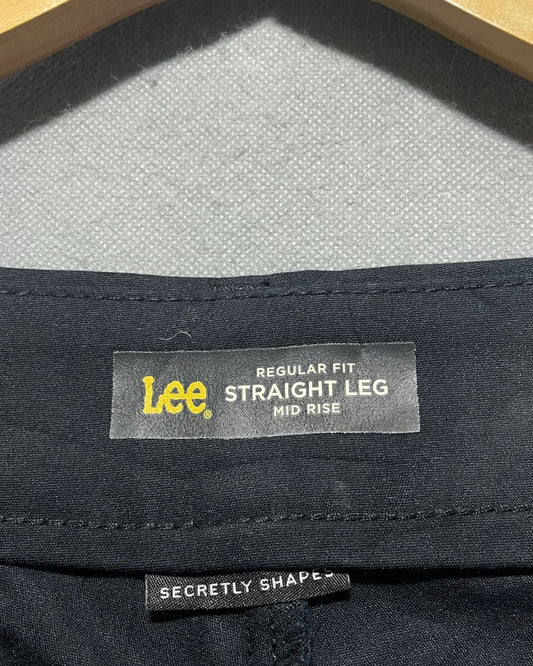 Lee®
REGULAR FIT
STRAIGHT LEG
MID RISE
SECRETLY SHAPES